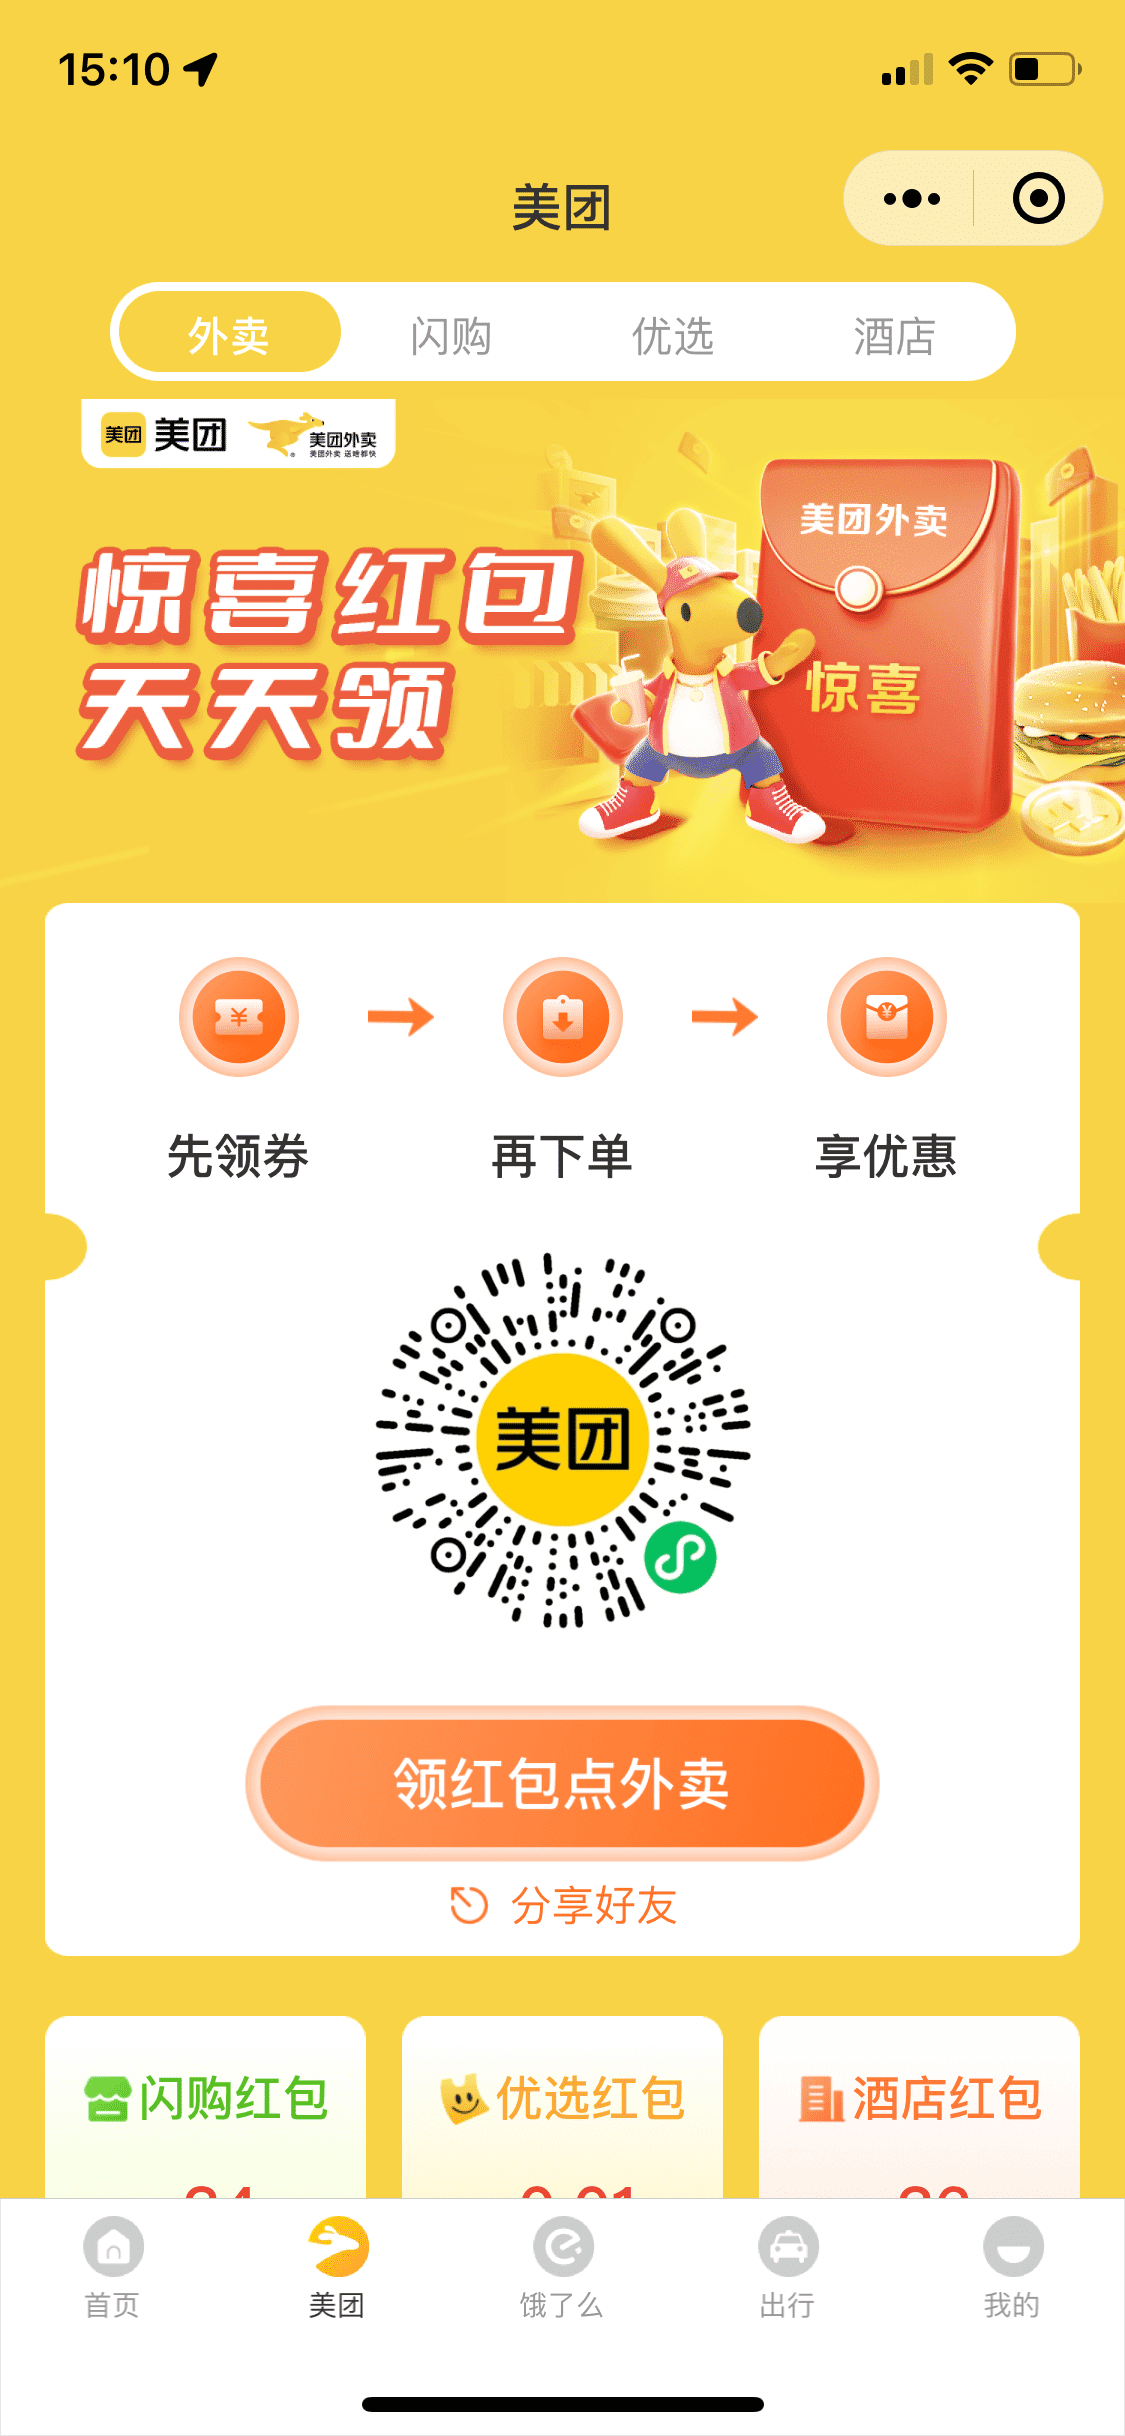 15:10
美团
外卖 闪购 优选 酒店
美团 美团 美团外卖
美团外卖 送啥都快
美团外卖
惊喜红包
天天领
惊喜
先领券 再下单 享优惠
美团
领红包点外卖
分享好友
闪购红包 优选红包 酒店红包
首页 美团 饿了么 出行 我的